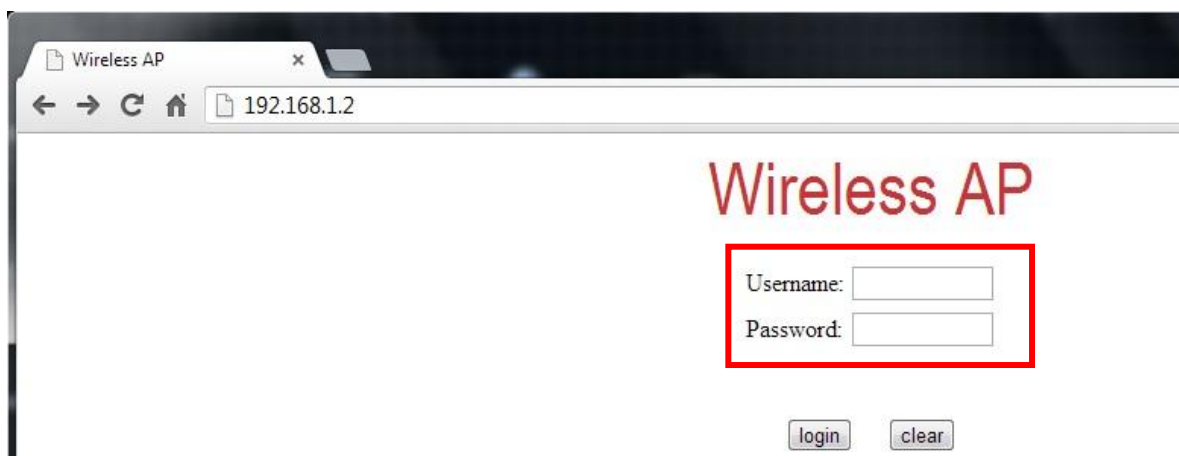 Wireless AP
192.168.1.2
Wireless AP
Username:
Password:
login clear